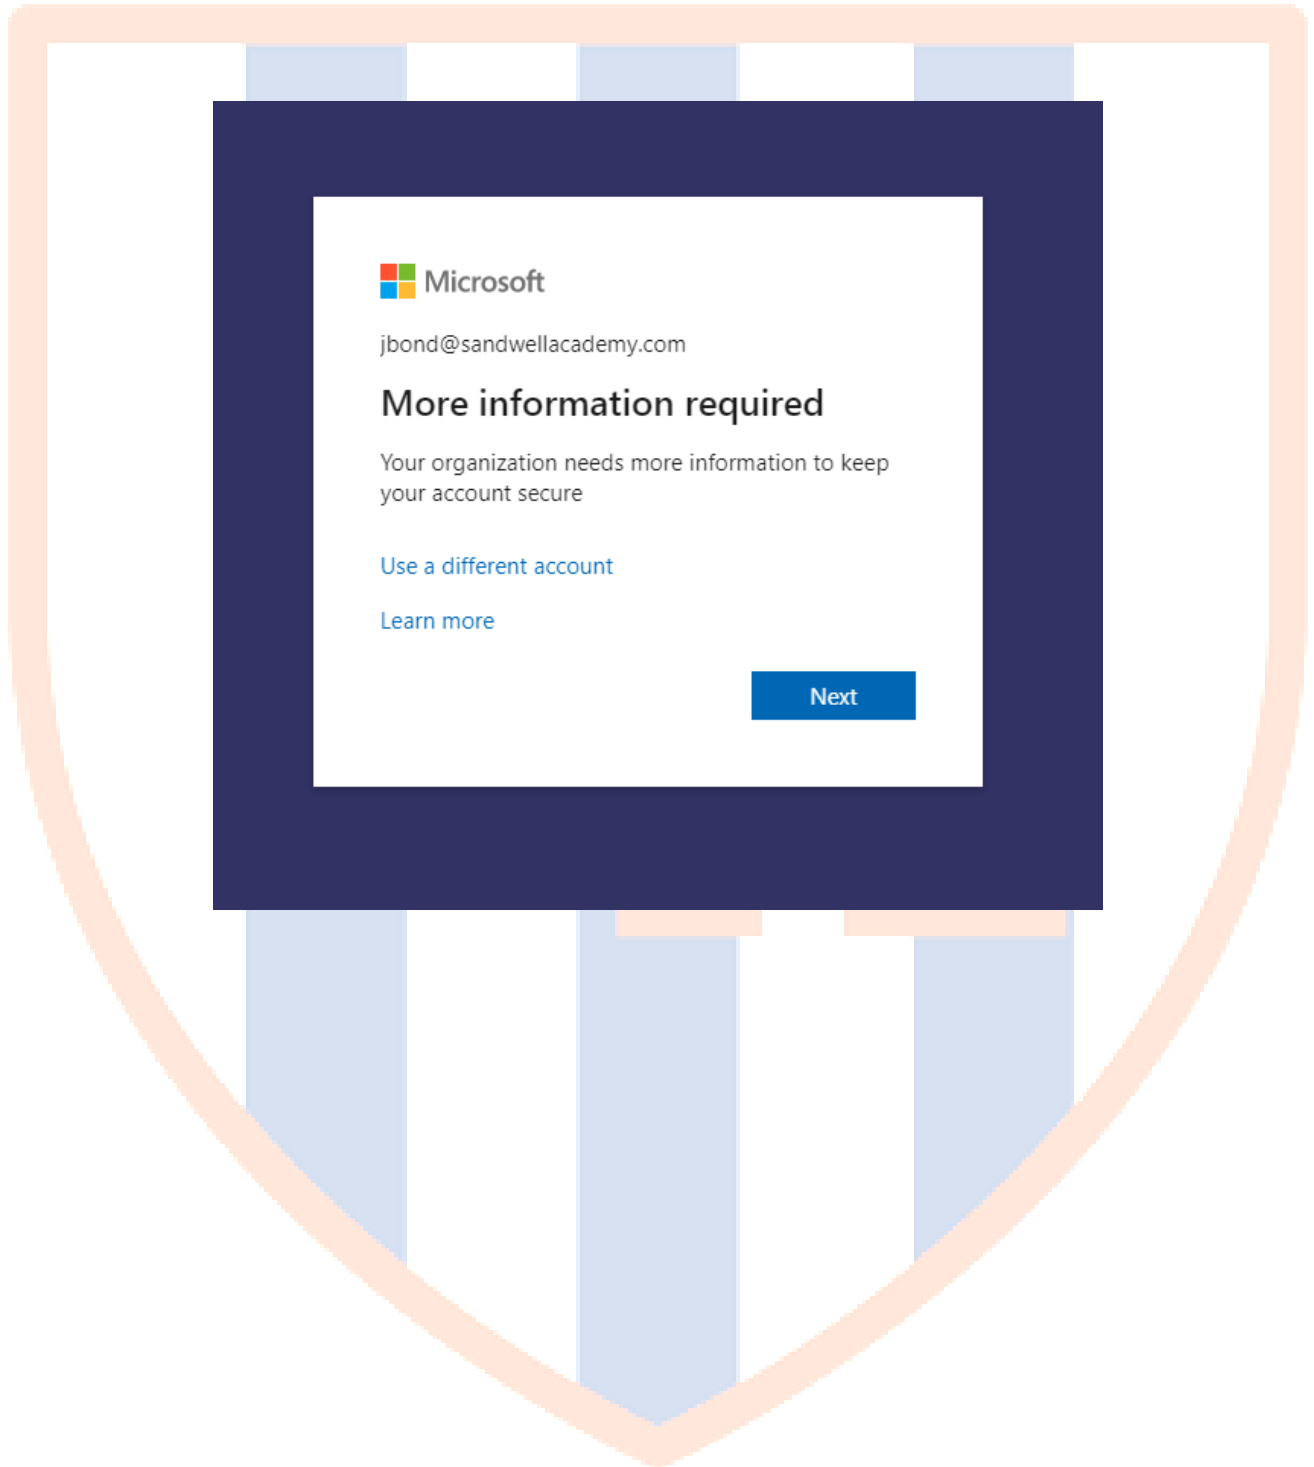 Microsoft
jbond@sandwellacademy.com
More information required
Your organization needs more information to keep
your account secure
Use a different account
Learn more
Next